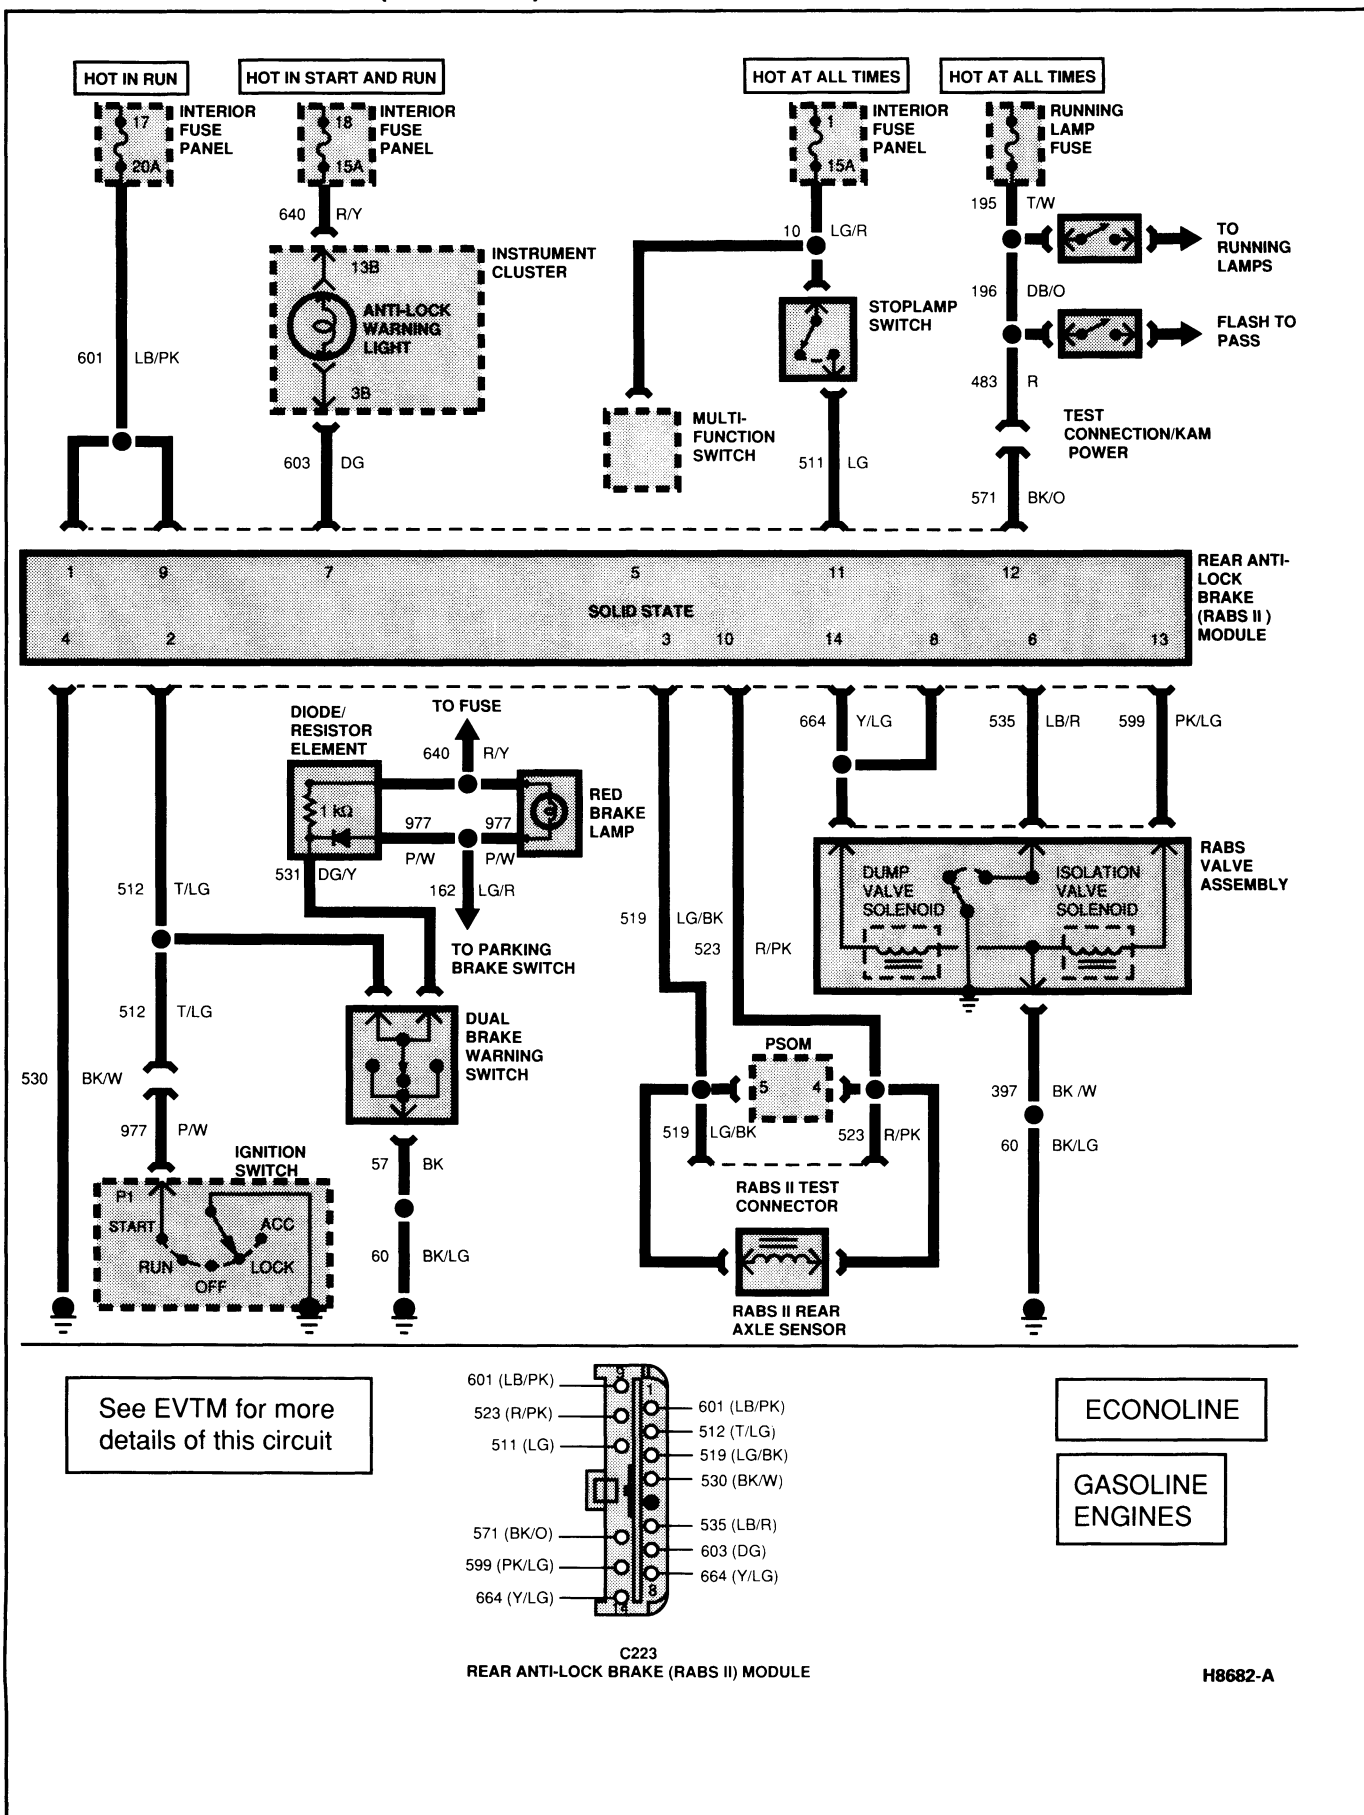 HOT IN RUN
HOT IN START AND RUN
HOT AT ALL TIMES
HOT AT ALL TIMES
17
20A
INTERIOR
FUSE
PANEL
18
15A
INTERIOR
FUSE
PANEL
1
15A
INTERIOR
FUSE
PANEL
RUNNING
LAMP
FUSE
640 R/Y
10 LG/R
195 T/W
TO
RUNNING
LAMPS
INSTRUMENT
CLUSTER
13B
ANTI-LOCK
WARNING
LIGHT
3B
196 DB/O
STOPLAMP
SWITCH
FLASH TO
PASS
601 LB/PK
483 R
MULTI-
FUNCTION
SWITCH
TEST
CONNECTION/KAM
POWER
603 DG
511 LG
571 BK/O
1 9 7 5 11 12
SOLID STATE
4 2 3 10 14 8 6 13
REAR ANTI-
LOCK
BRAKE
(RABS II )
MODULE
DIODE/
RESISTOR
ELEMENT
TO FUSE
640 R/Y
1 kΩ
977 977
P/W P/W
RED
BRAKE
LAMP
531 DG/Y
162 LG/R
TO PARKING
BRAKE SWITCH
664 Y/LG
535 LB/R
599 PK/LG
RABS
VALVE
ASSEMBLY
DUMP
VALVE
SOLENOID
ISOLATION
VALVE
SOLENOID
512 T/LG
519 LG/BK
523 R/PK
512 T/LG
DUAL
BRAKE
WARNING
SWITCH
PSOM
5 4
530 BK/W
397 BK /W
977 P/W
519 LG/BK
523 R/PK
60 BK/LG
IGNITION
SWITCH
57 BK
P1
START
RUN
OFF
LOCK
ACC
RABS II TEST
CONNECTOR
60 BK/LG
RABS II REAR
AXLE SENSOR
See EVTM for more
details of this circuit
9
1
601 (LB/PK)
523 (R/PK)
511 (LG)
571 (BK/O)
599 (PK/LG)
664 (Y/LG)
14
601 (LB/PK)
512 (T/LG)
519 (LG/BK)
530 (BK/W)
535 (LB/R)
603 (DG)
664 (Y/LG)
8
ECONOLINE
GASOLINE
ENGINES
C223
REAR ANTI-LOCK BRAKE (RABS II) MODULE
H8682-A